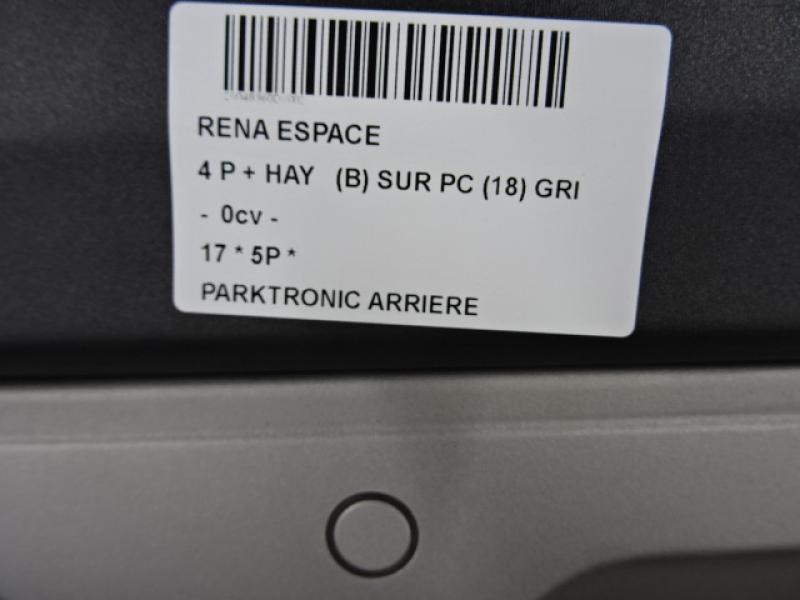 RENA ESPACE
4 P + HAY (B) SUR PC (18) GRI
- 0cv -
17 * 5P *
PARKTRONIC ARRIERE